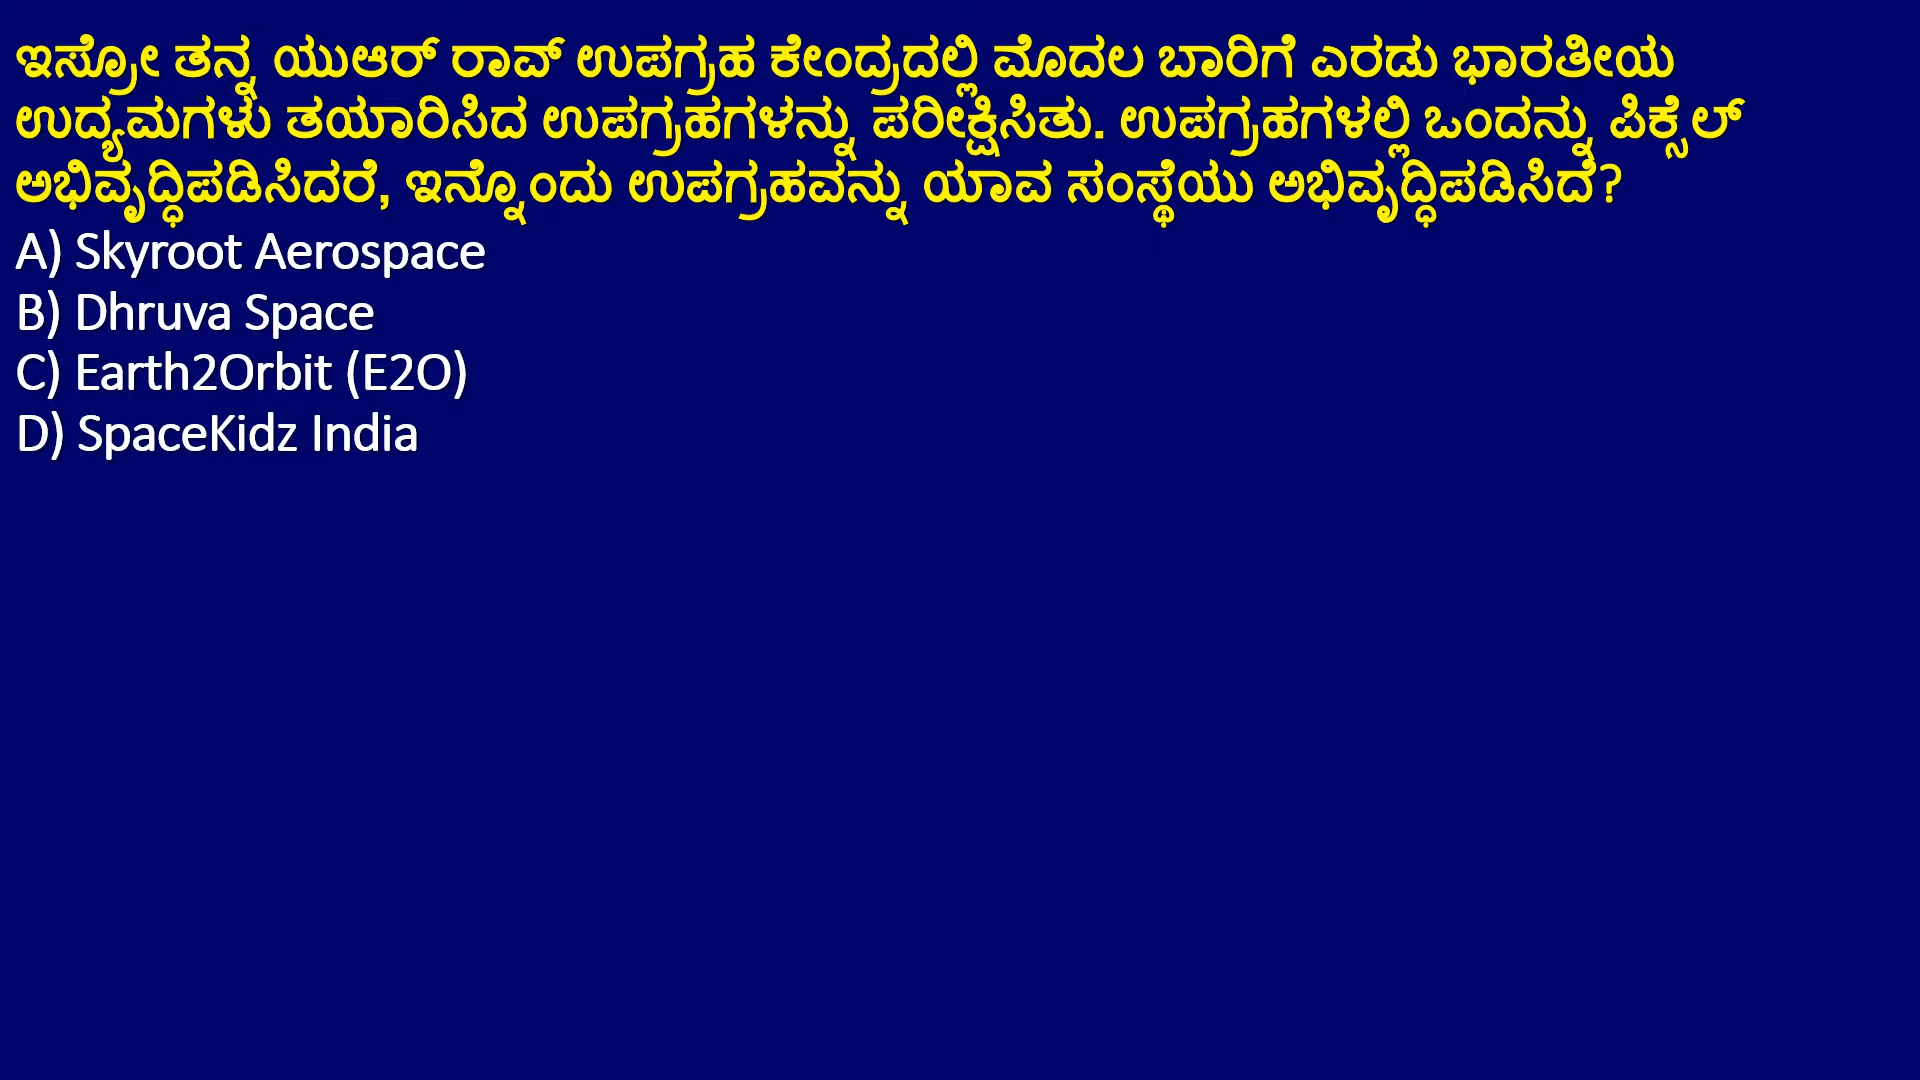 ಇಸ್ರೋ ತನ್ನ ಯುಆರ್ ರಾವ್ ಉಪಗ್ರಹ ಕೇಂದ್ರದಲ್ಲಿ ಮೊದಲ ಬಾರಿಗೆ ಎರಡು ಭಾರತೀಯ
ಉದ್ಯಮಗಳು ತಯಾರಿಸಿದ ಉಪಗ್ರಹಗಳನ್ನು ಪರೀಕ್ಷಿಸಿತು. ಉಪಗ್ರಹಗಳಲ್ಲಿ ಒಂದನ್ನು ಪಿಕ್ಸೆಲ್
ಅಭಿವೃದ್ಧಿಪಡಿಸಿದರೆ, ಇನ್ನೊಂದು ಉಪಗ್ರಹವನ್ನು ಯಾವ ಸಂಸ್ಥೆಯು ಅಭಿವೃದ್ಧಿಪಡಿಸಿದೆ?
A) Skyroot Aerospace
B) Dhruva Space
C) Earth2Orbit (E2O)
D) SpaceKidz India